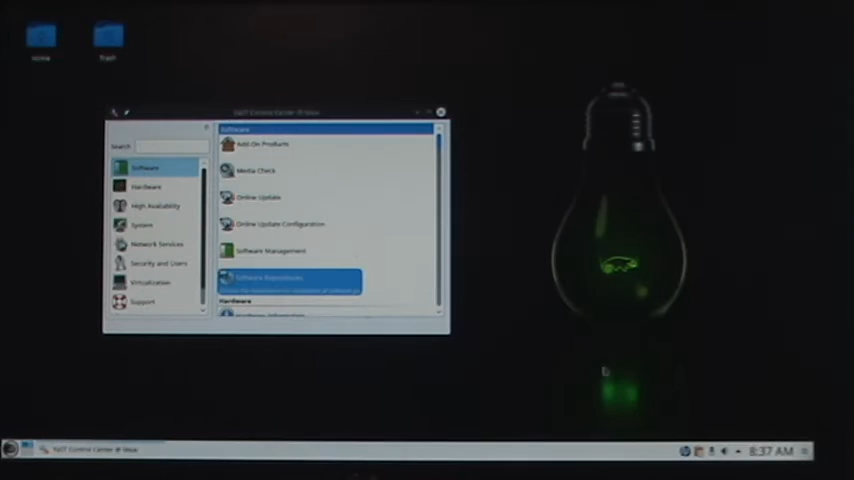 Home
Trash
YaST Control Center @ linux
Search
Software
Hardware
High Availability
System
Network Services
Security and Users
Virtualization
Support
Software
Add-On Products
Media Check
Online Update
Online Update Configuration
Software Management
Software Repositories
Hardware
Hardware Information
YaST Control Center @ linux
8:37 AM